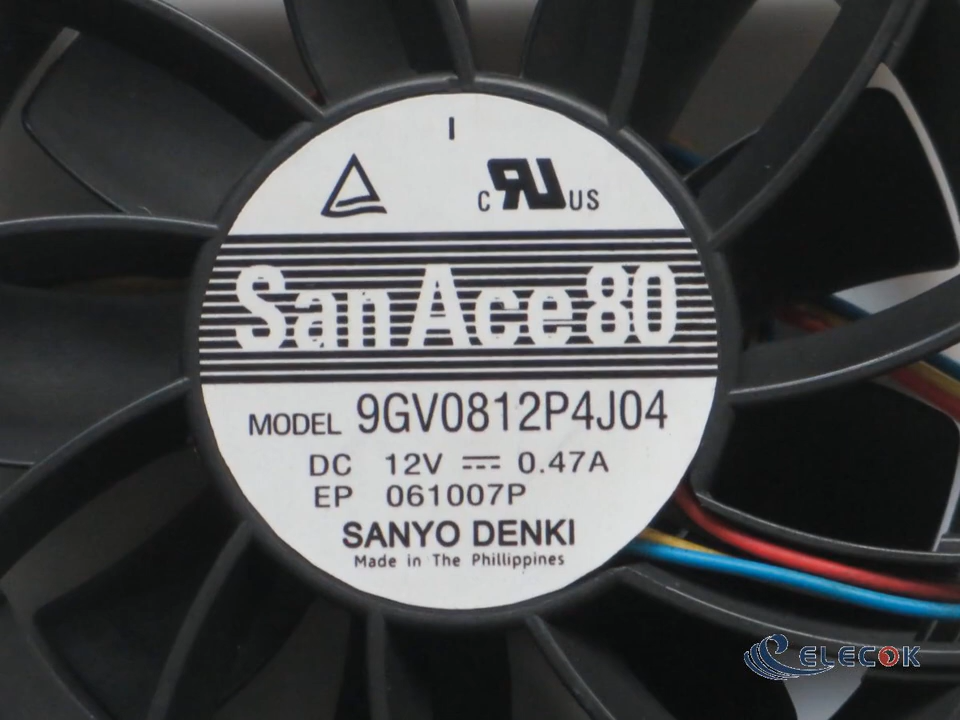 I
C RU US
San Ace 80
MODEL 9GV0812P4J04
DC 12V ⎓ 0.47A
EP 061007P
SANYO DENKI
Made in The Phillippines
ELECOK